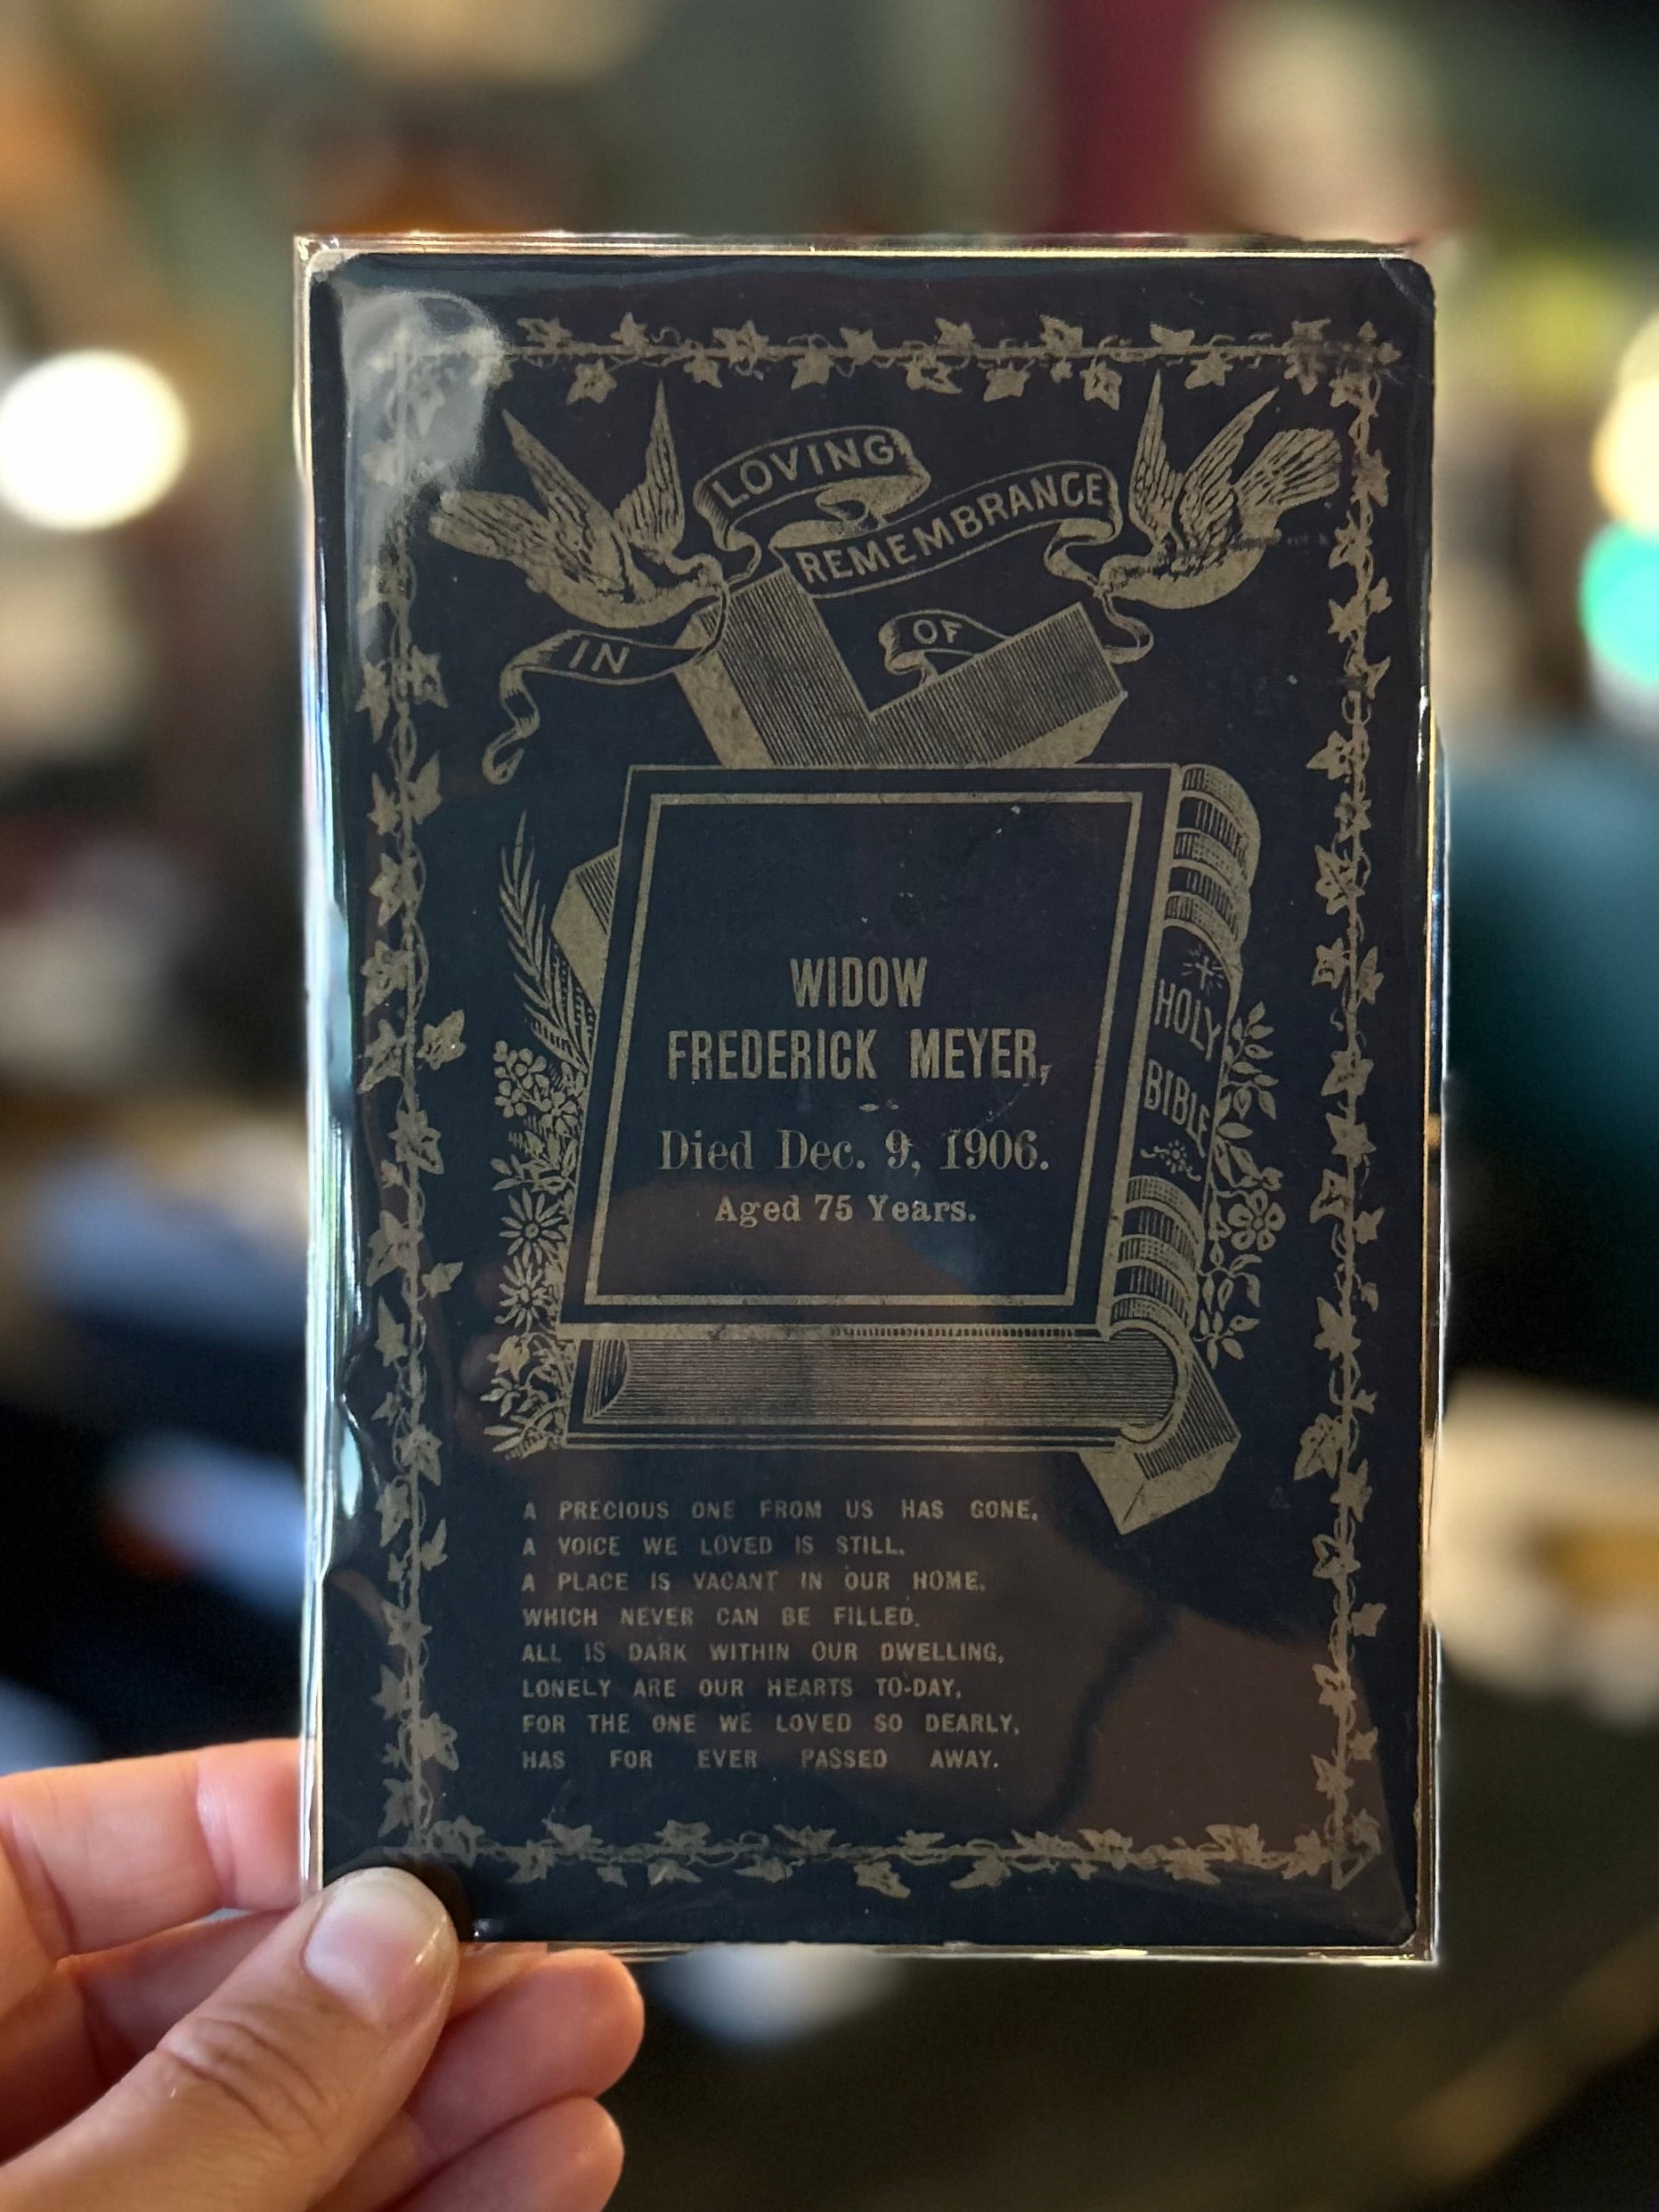 IN
LOVING
REMEMBRANCE
OF
WIDOW
FREDERICK MEYER,
Died Dec. 9, 1906.
Aged 75 Years.
HOLY
BIBLE
A PRECIOUS ONE FROM US HAS GONE,
A VOICE WE LOVED IS STILL,
A PLACE IS VACANT IN OUR HOME,
WHICH NEVER CAN BE FILLED.
ALL IS DARK WITHIN OUR DWELLING,
LONELY ARE OUR HEARTS TO-DAY,
FOR THE ONE WE LOVED SO DEARLY,
HAS FOR EVER PASSED AWAY.